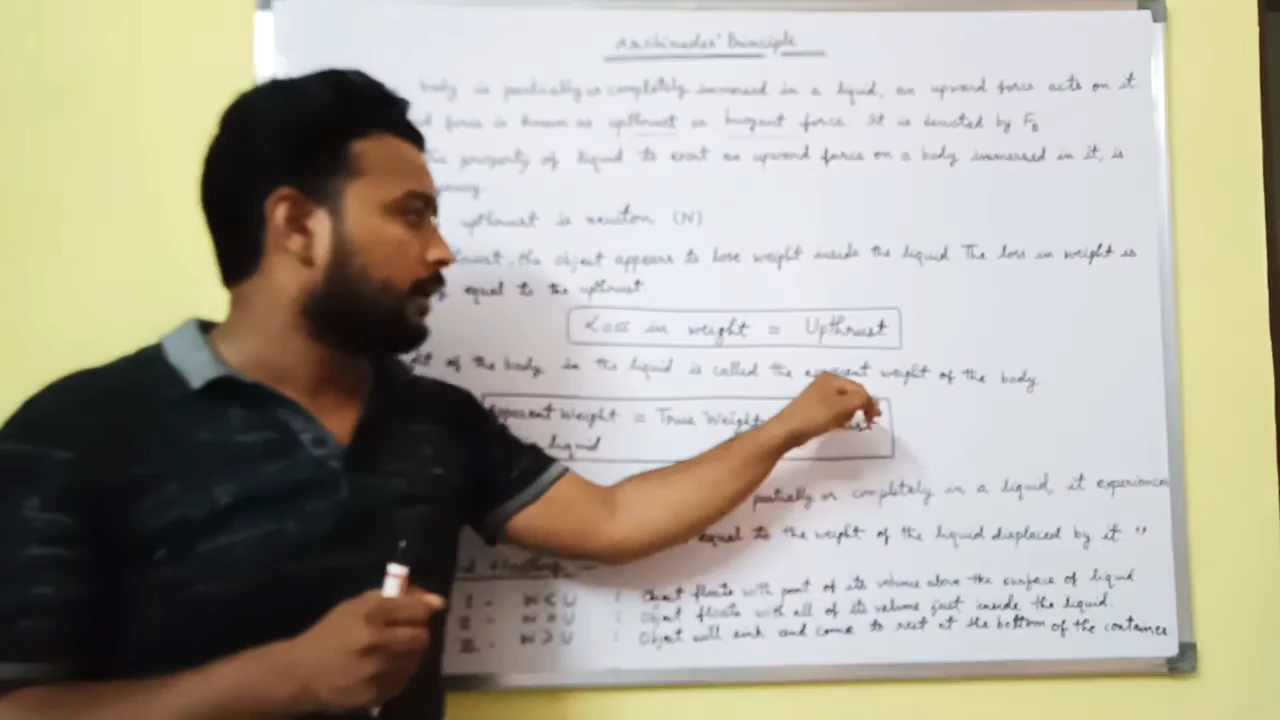 Archimedes' Principle
body is partially or completely immersed in a liquid, an upward force acts on it
force is known as upthrust or buoyant force. It is denoted by F_B
property of liquid to exert an upward force on a body immersed in it, is
upthrust is newton (N)
, the object appears to lose weight inside the liquid The loss in weight is
equal to the upthrust
Loss in weight = Upthrust
of the body in the liquid is called the apparent weight of the body.
Apparent Weight = True Weight
liquid
partially or completely in a liquid, it experiences
equal to the weight of the liquid displaced by it "
I - W < U : Object floats with part of its volume above the surface of liquid
II - W = U : Object floats with all of its volume just inside the liquid.
III - W > U : Object will sink and come to rest at the bottom of the container